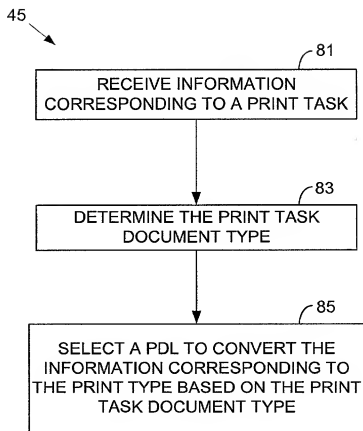 45
81
RECEIVE INFORMATION
CORRESPONDING TO A PRINT TASK
83
DETERMINE THE PRINT TASK
DOCUMENT TYPE
85
SELECT A PDL TO CONVERT THE
INFORMATION CORRESPONDING TO
THE PRINT TYPE BASED ON THE PRINT
TASK DOCUMENT TYPE